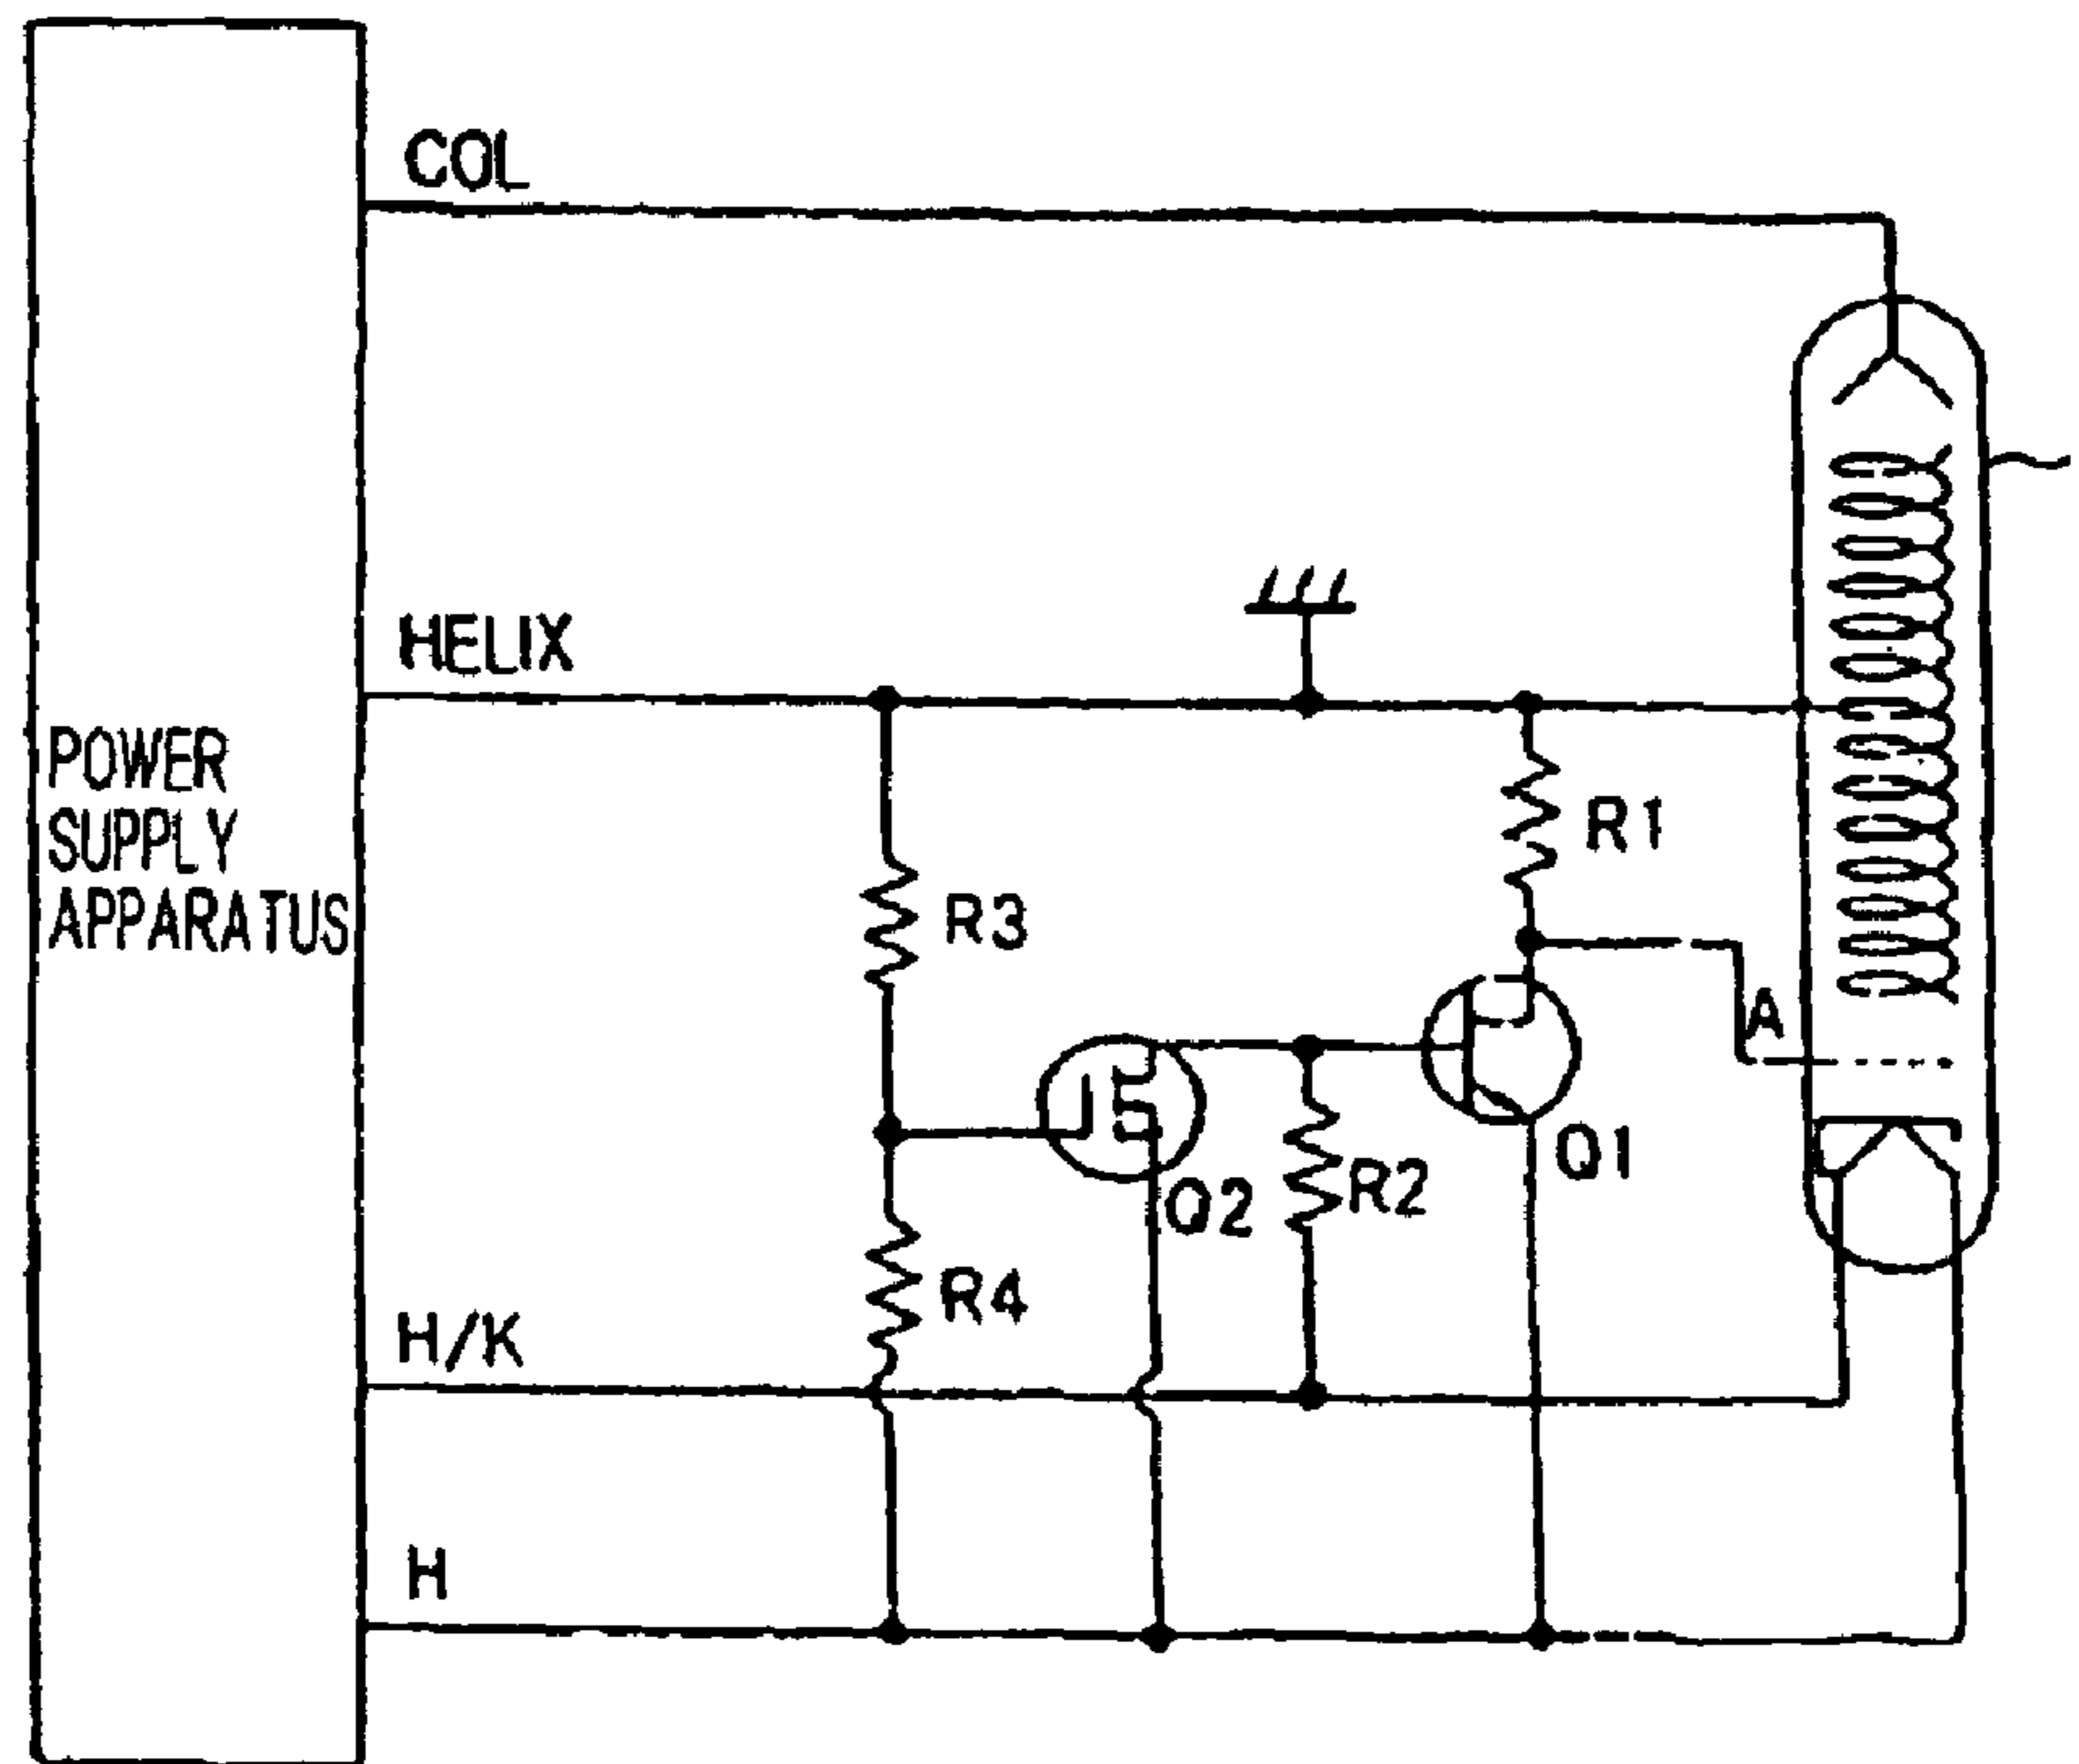 COL
HELIX
POWER
SUPPLY
APPARATUS
R1
R3
A
Q1
R2
Q2
R4
H/K
H